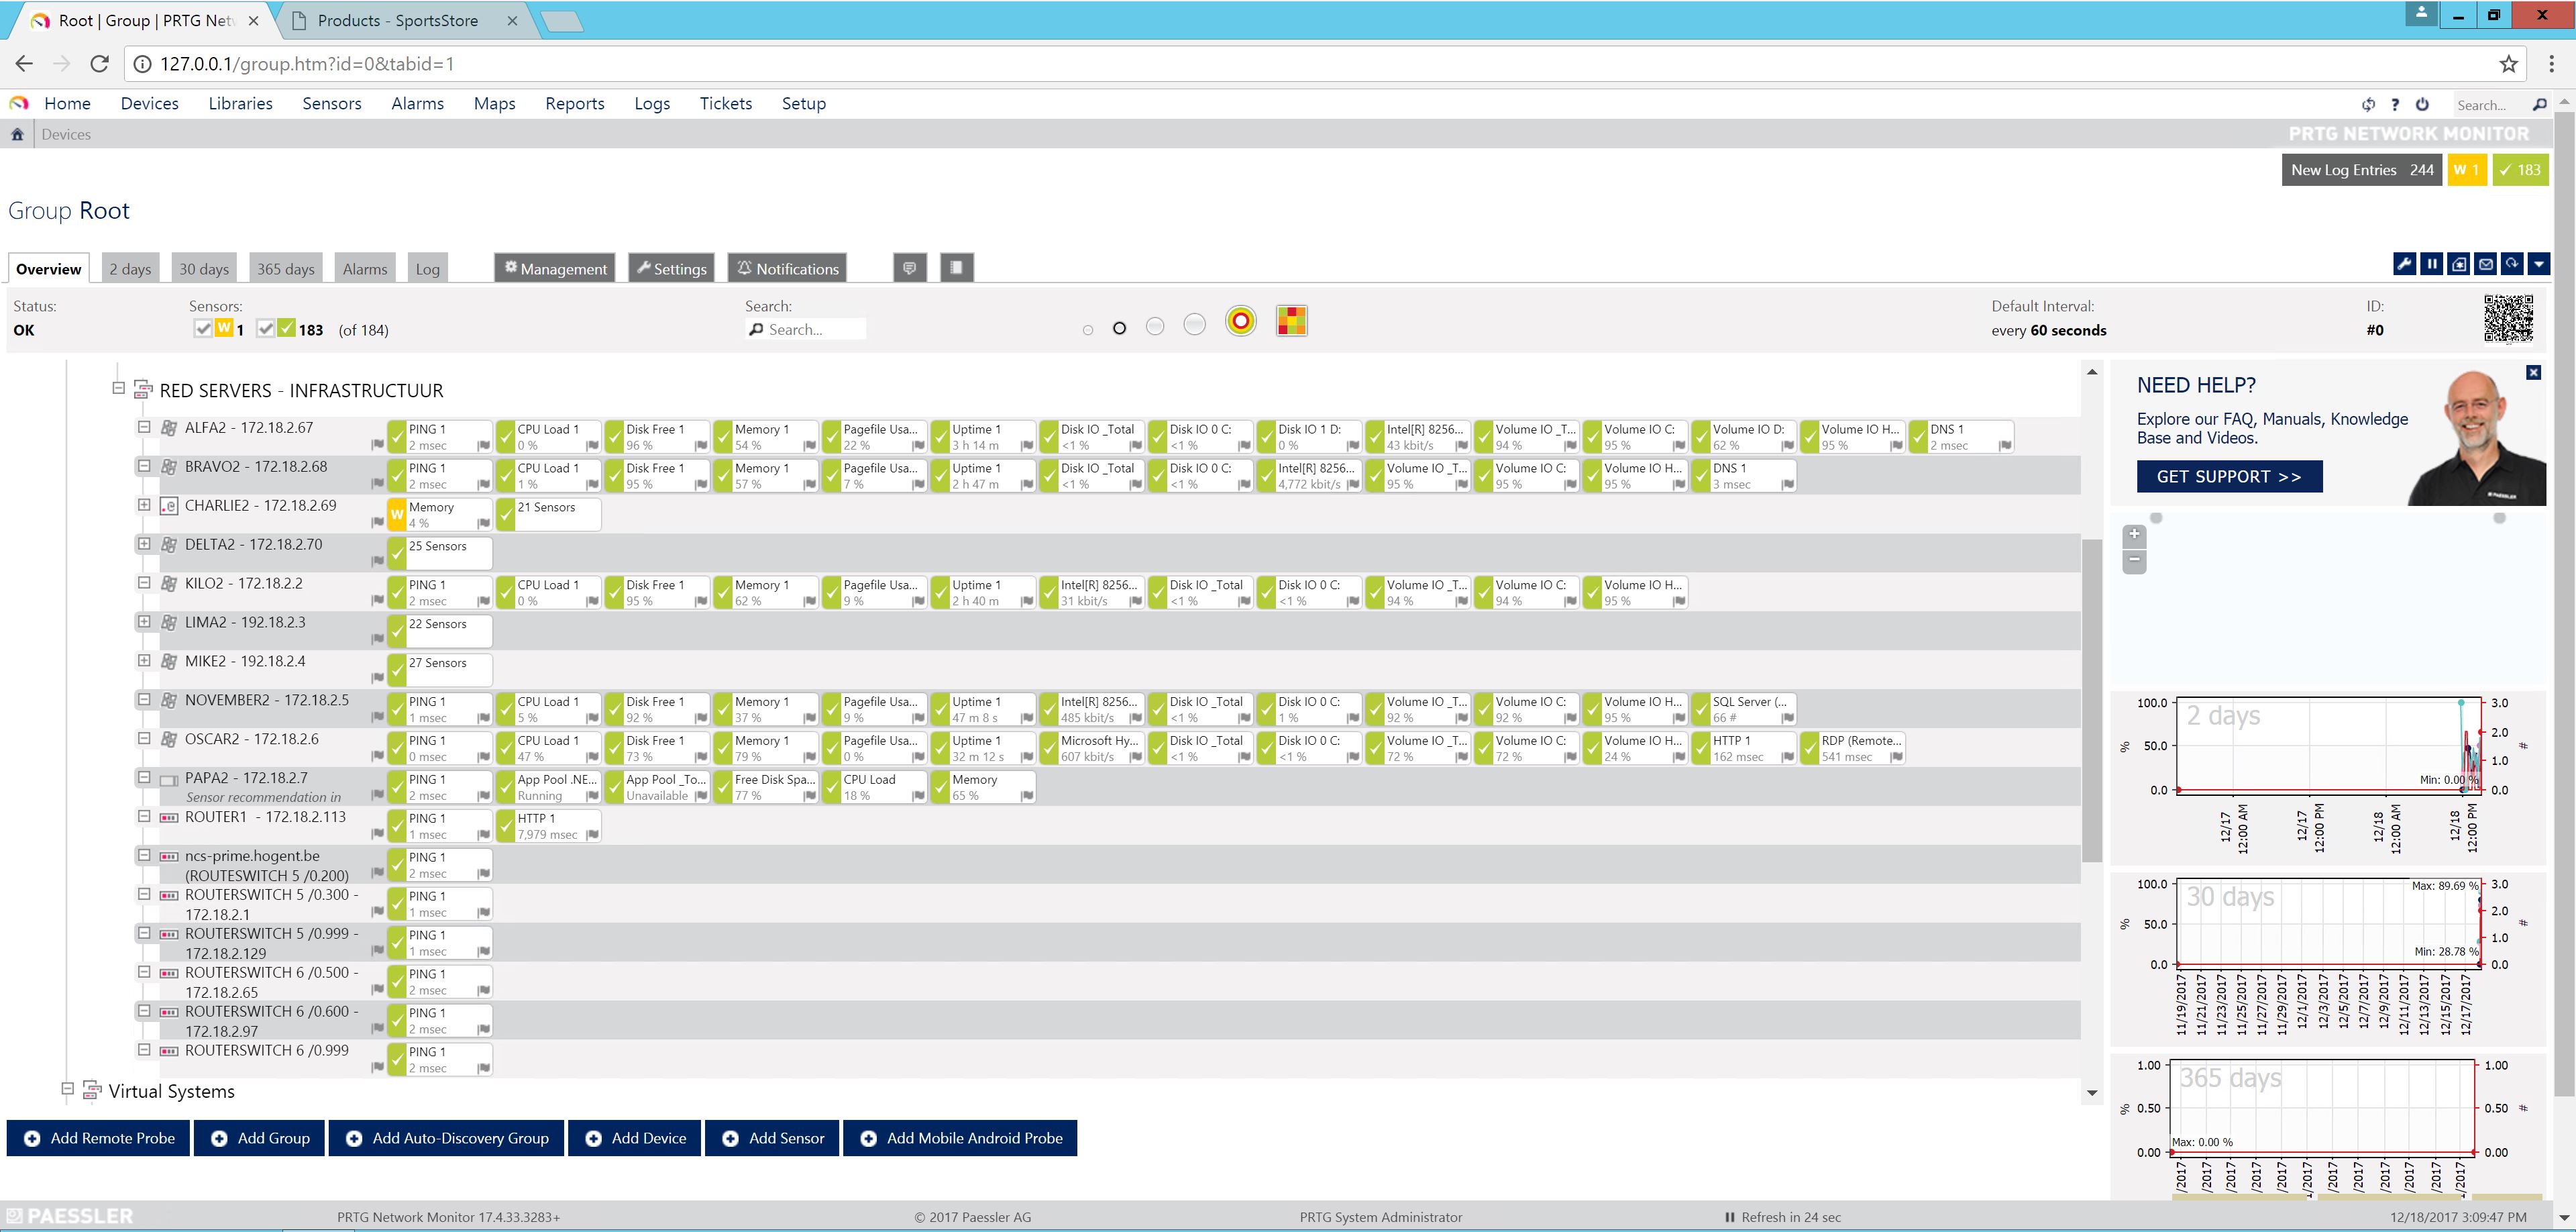 Root | Group | PRTG Netw
Products - SportsStore
127.0.0.1/group.htm?id=0&tabid=1
Home Devices Libraries Sensors Alarms Maps Reports Logs Tickets Setup
Search...
Devices
PRTG NETWORK MONITOR
New Log Entries 244 W 1 183
Group Root
Overview 2 days 30 days 365 days Alarms Log Management Settings Notifications
Status: Sensors: Search: Default Interval: ID:
OK W 1 183 (of 184) Search... every 60 seconds #0
RED SERVERS - INFRASTRUCTUUR
ALFA2 - 172.18.2.67
PING 1 CPU Load 1 Disk Free 1 Memory 1 Pagefile Usa... Uptime 1 Disk IO _Total Disk IO 0 C: Disk IO 1 D: Intel[R] 8256... Volume IO _T... Volume IO C: Volume IO D: Volume IO H... DNS 1
2 msec 0 % 96 % 54 % 22 % 3 h 14 m <1 % <1 % 0 % 43 kbit/s 94 % 95 % 62 % 95 % 2 msec
BRAVO2 - 172.18.2.68
PING 1 CPU Load 1 Disk Free 1 Memory 1 Pagefile Usa... Uptime 1 Disk IO _Total Disk IO 0 C: Intel[R] 8256... Volume IO _T... Volume IO C: Volume IO H... DNS 1
2 msec 1 % 95 % 57 % 7 % 2 h 47 m <1 % <1 % 4,772 kbit/s 95 % 95 % 95 % 3 msec
CHARLIE2 - 172.18.2.69
W Memory 21 Sensors
4 %
DELTA2 - 172.18.2.70
25 Sensors
KILO2 - 172.18.2.2
PING 1 CPU Load 1 Disk Free 1 Memory 1 Pagefile Usa... Uptime 1 Intel[R] 8256... Disk IO _Total Disk IO 0 C: Volume IO _T... Volume IO C: Volume IO H...
2 msec 0 % 95 % 62 % 9 % 2 h 40 m 31 kbit/s <1 % <1 % 94 % 94 % 95 %
LIMA2 - 192.18.2.3
22 Sensors
MIKE2 - 192.18.2.4
27 Sensors
NOVEMBER2 - 172.18.2.5
PING 1 CPU Load 1 Disk Free 1 Memory 1 Pagefile Usa... Uptime 1 Intel[R] 8256... Disk IO _Total Disk IO 0 C: Volume IO _T... Volume IO C: Volume IO H... SQL Server (...
1 msec 5 % 92 % 37 % 9 % 47 m 8 s 485 kbit/s <1 % 1 % 92 % 92 % 95 % 66 #
OSCAR2 - 172.18.2.6
PING 1 CPU Load 1 Disk Free 1 Memory 1 Pagefile Usa... Uptime 1 Microsoft Hy... Disk IO _Total Disk IO 0 C: Volume IO _T... Volume IO C: Volume IO H... HTTP 1 RDP (Remote...
0 msec 47 % 73 % 79 % 0 % 32 m 12 s 607 kbit/s <1 % <1 % 72 % 72 % 24 % 162 msec 541 msec
PAPA2 - 172.18.2.7
Sensor recommendation in
PING 1 App Pool .NE... App Pool _To... Free Disk Spa... CPU Load Memory
2 msec Running Unavailable 77 % 18 % 65 %
ROUTER1 - 172.18.2.113
PING 1 HTTP 1
1 msec 7,979 msec
ncs-prime.hogent.be
(ROUTESWITCH 5 /0.200)
PING 1
2 msec
ROUTERSWITCH 5 /0.300 -
172.18.2.1
PING 1
1 msec
ROUTERSWITCH 5 /0.999 -
172.18.2.129
PING 1
1 msec
ROUTERSWITCH 6 /0.500 -
172.18.2.65
PING 1
2 msec
ROUTERSWITCH 6 /0.600 -
172.18.2.97
PING 1
2 msec
ROUTERSWITCH 6 /0.999
PING 1
2 msec
Virtual Systems
NEED HELP?
Explore our FAQ, Manuals, Knowledge
Base and Videos.
GET SUPPORT >>
PAESSLER
2 days
100.0 50.0 0.0
%
3.0 2.0 1.0 0.0
#
Min: 0.00 %
12/17 12:00 AM
12/17 12:00 PM
12/18 12:00 AM
12/18 12:00 PM
30 days
100.0 50.0 0.0
%
3.0 2.0 1.0 0.0
#
Max: 89.69 %
Min: 28.78 %
11/19/2017 11/21/2017 11/23/2017 11/25/2017 11/27/2017 11/29/2017 12/1/2017 12/3/2017 12/5/2017 12/7/2017 12/9/2017 12/11/2017 12/13/2017 12/15/2017 12/17/2017
365 days
1.00 0.50 0.00
%
1.00 0.50 0.00
#
Max: 0.00 %
Add Remote Probe Add Group Add Auto-Discovery Group Add Device Add Sensor Add Mobile Android Probe
PAESSLER PRTG Network Monitor 17.4.33.3283+ © 2017 Paessler AG PRTG System Administrator Refresh in 24 sec 12/18/2017 3:09:47 PM